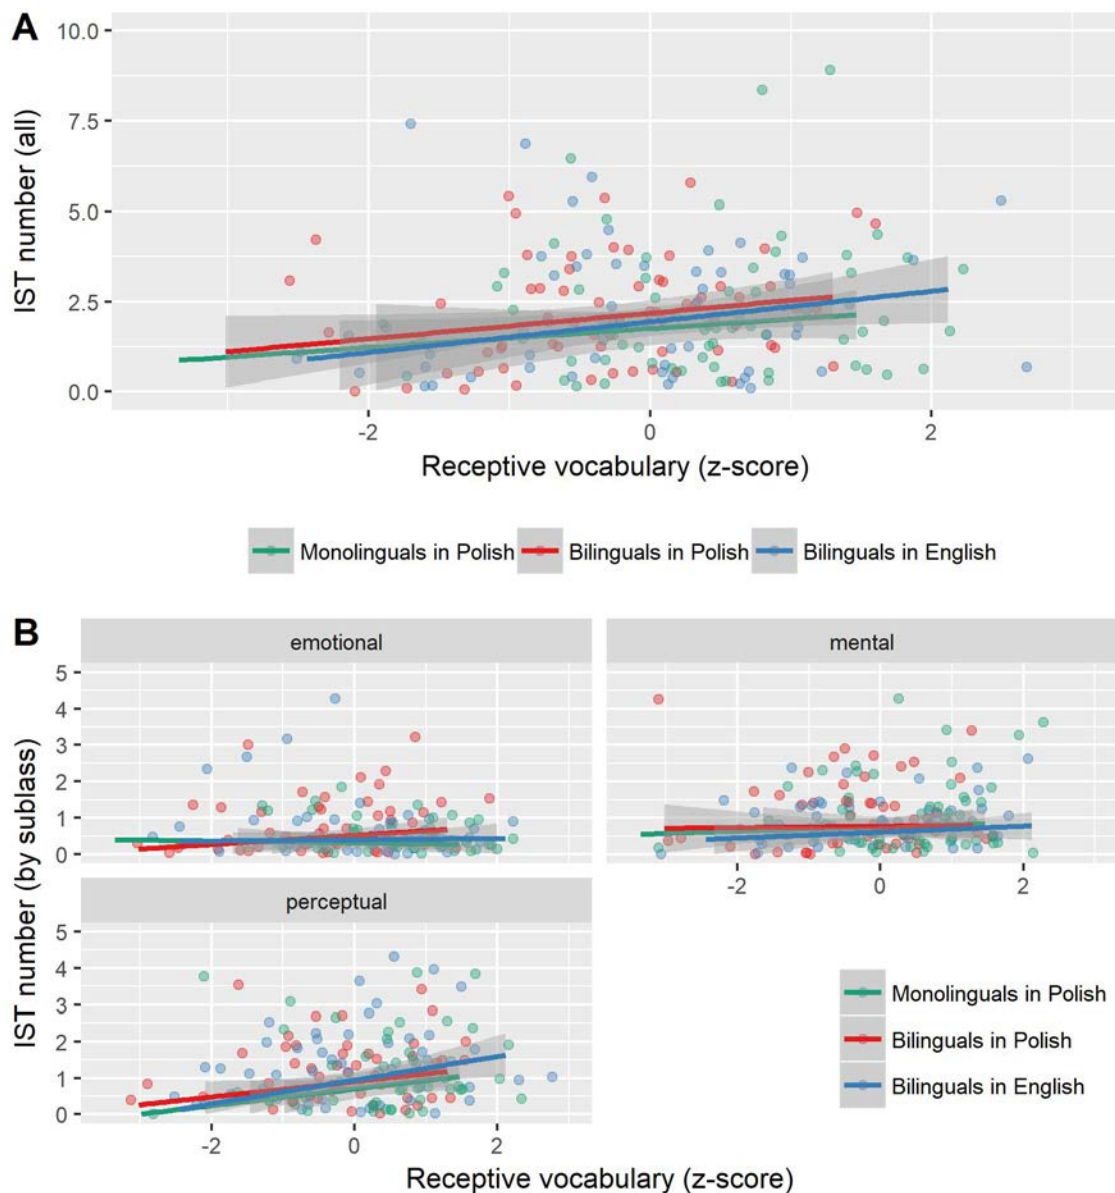 A
10.0
7.5
5.0
2.5
0.0
IST number (all)
-2
0
2
Receptive vocabulary (z-score)
Monolinguals in Polish
Bilinguals in Polish
Bilinguals in English
B
emotional
mental
5
4
3
2
1
0
-2
0
2
IST number (by sublass)
perceptual
5
4
3
2
1
0
-2
0
2
Receptive vocabulary (z-score)
Monolinguals in Polish
Bilinguals in Polish
Bilinguals in English